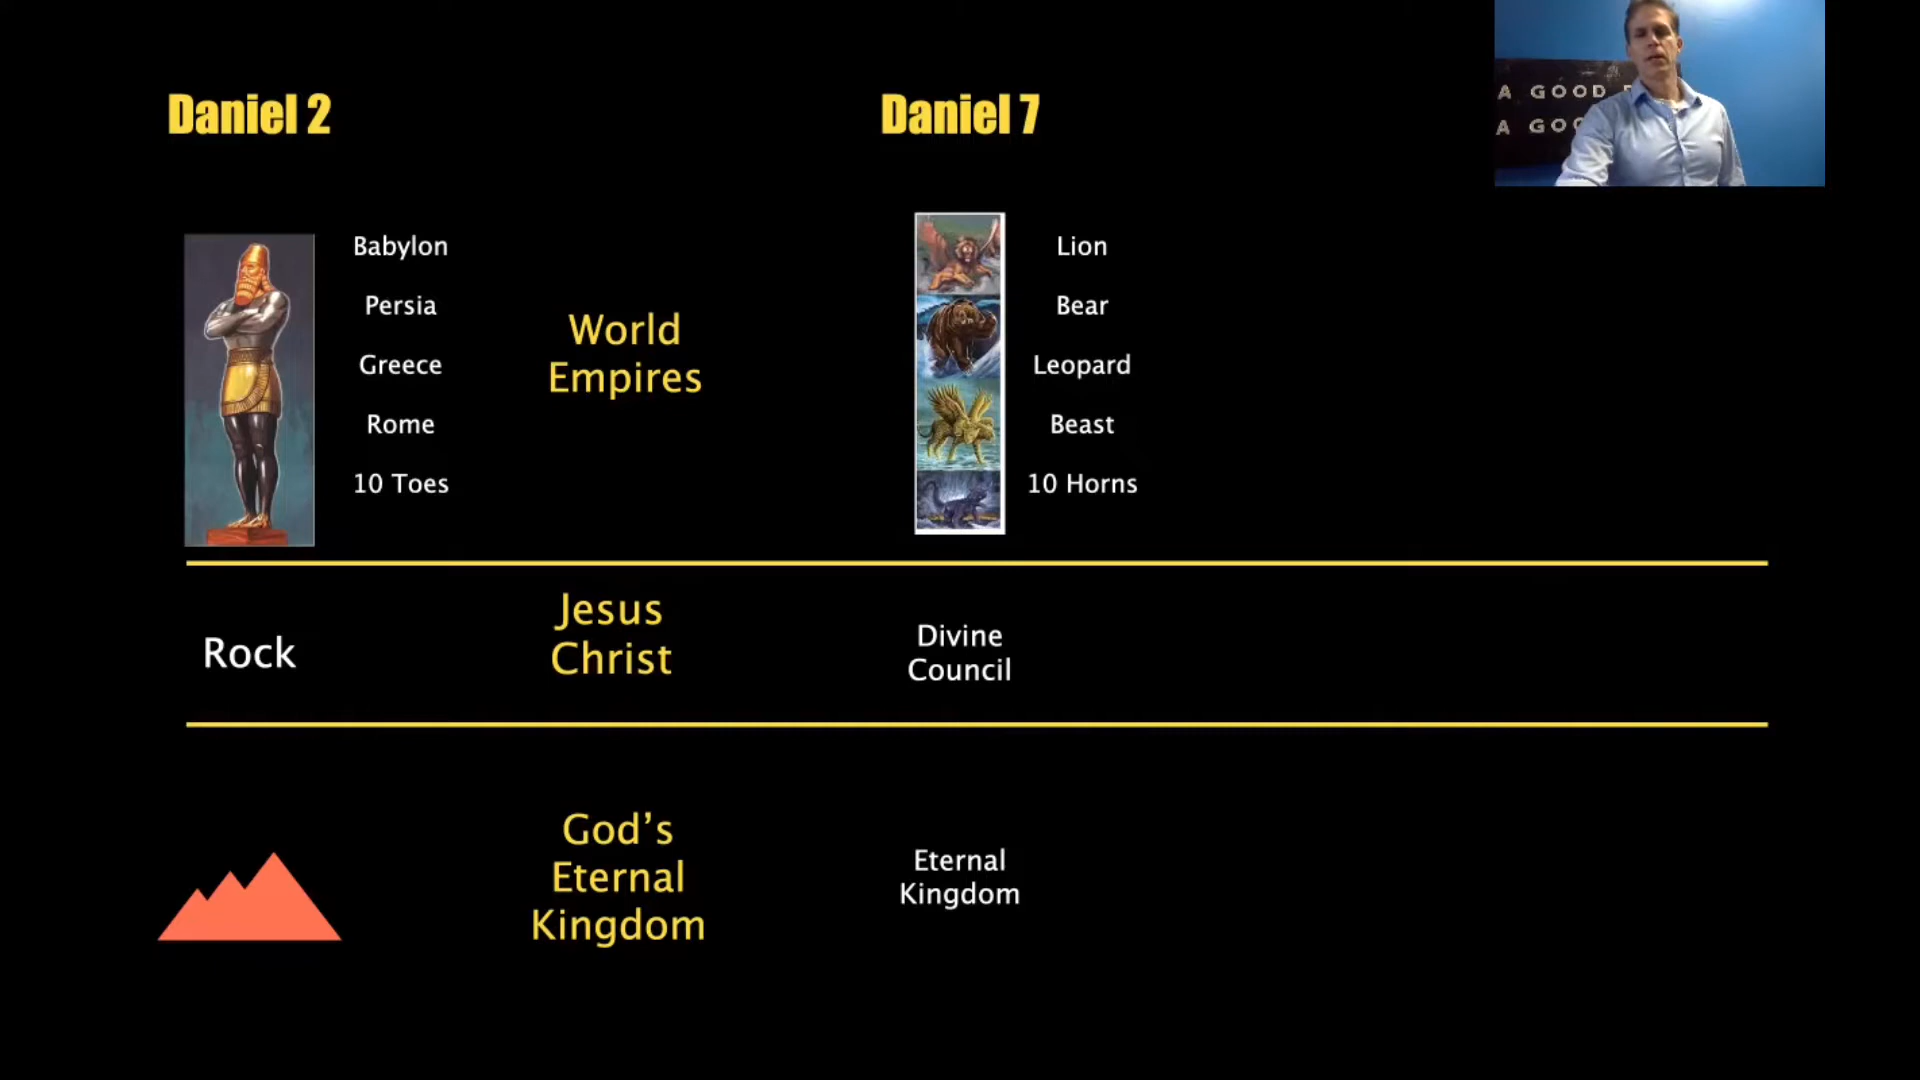 Daniel 2
Daniel 7
A GOOD
A GOO
Babylon
Persia
Greece
Rome
10 Toes
World
Empires
Lion
Bear
Leopard
Beast
10 Horns
Rock
Jesus
Christ
Divine
Council
God’s
Eternal
Kingdom
Eternal
Kingdom